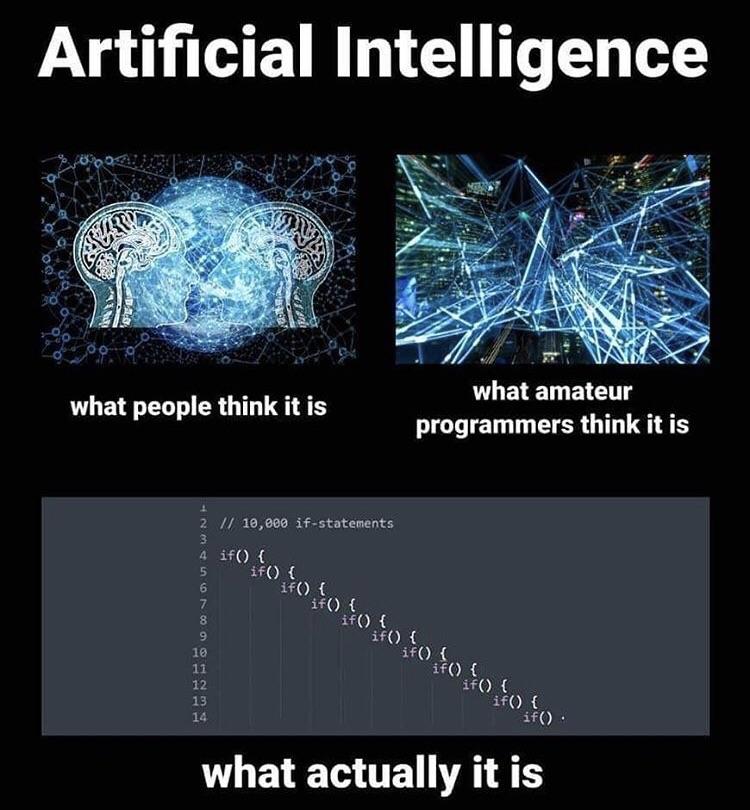 Artificial Intelligence
what people think it is
what amateur
programmers think it is
1
2 // 10,000 if-statements
3
4 if() {
5 if() {
6 if() {
7 if() {
8 if() {
9 if() {
10 if() {
11 if() {
12 if() {
13 if() {
14 if()
what actually it is